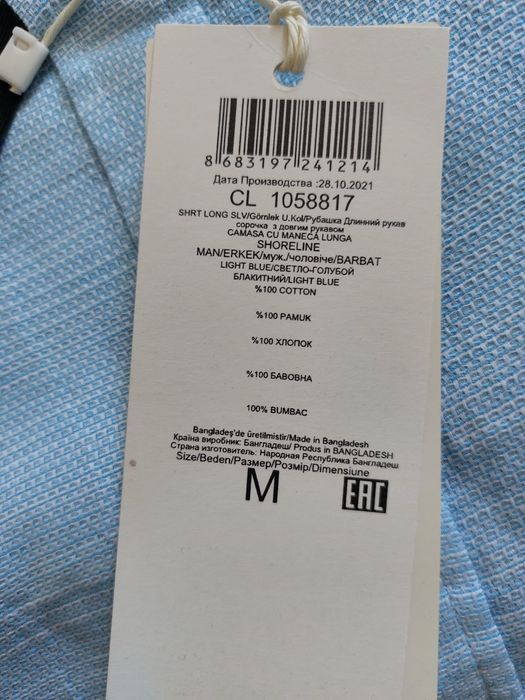 8 683197 241214
Дата Производства :28.10.2021
CL 1058817
SHRT LONG SLV/Gömlek U.Kol/Рубашка Длинний рукав
сорочка з довгим рукавом
CAMASA CU MANECA LUNGA
SHORELINE
MAN/ERKEK/муж./чоловіче/BARBAT
LIGHT BLUE/СВЕТЛО-ГОЛУБОЙ
БЛАКИТНИЙ/LIGHT BLUE
%100 COTTON
%100 PAMUK
%100 ХЛОПОК
%100 БАВОВНА
100% BUMBAC
Bangladeş'de üretilmistir/Made in Bangladesh
Країна виробник: Бангладеш/ Produs in BANGLADESH
Страна изготовитель: Народная Республика Бангладеш
Size/Beden/Размер/Розмір/Dimensiune
M
EAC